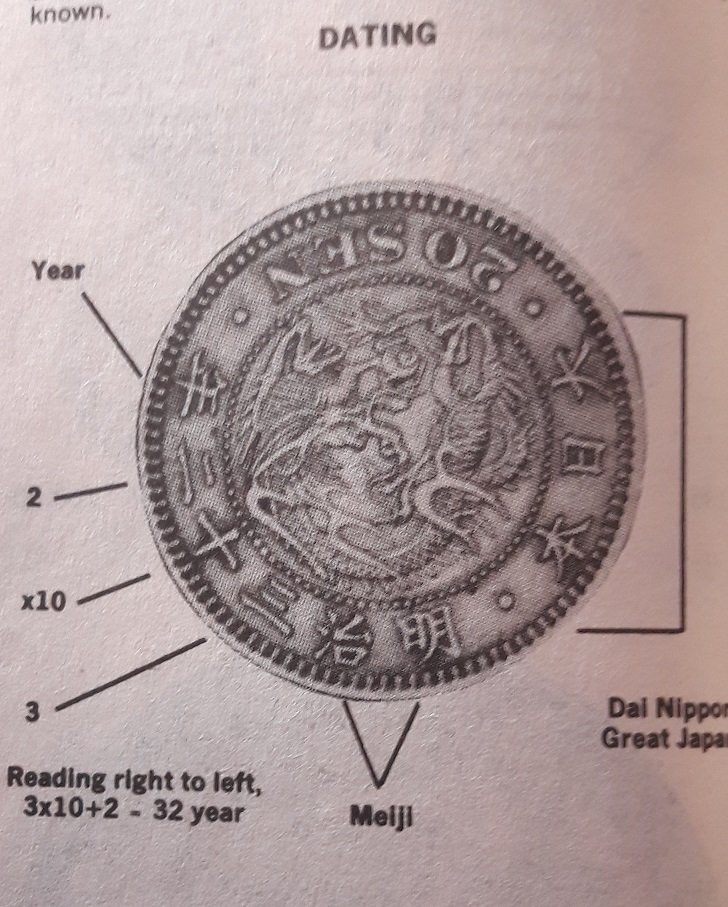 known.
DATING
Year
2
x10
3
20 SEN
大日本
明治三十二年
Dai Nippon
Great Japa
Reading right to left,
3x10+2 - 32 year
Meiji